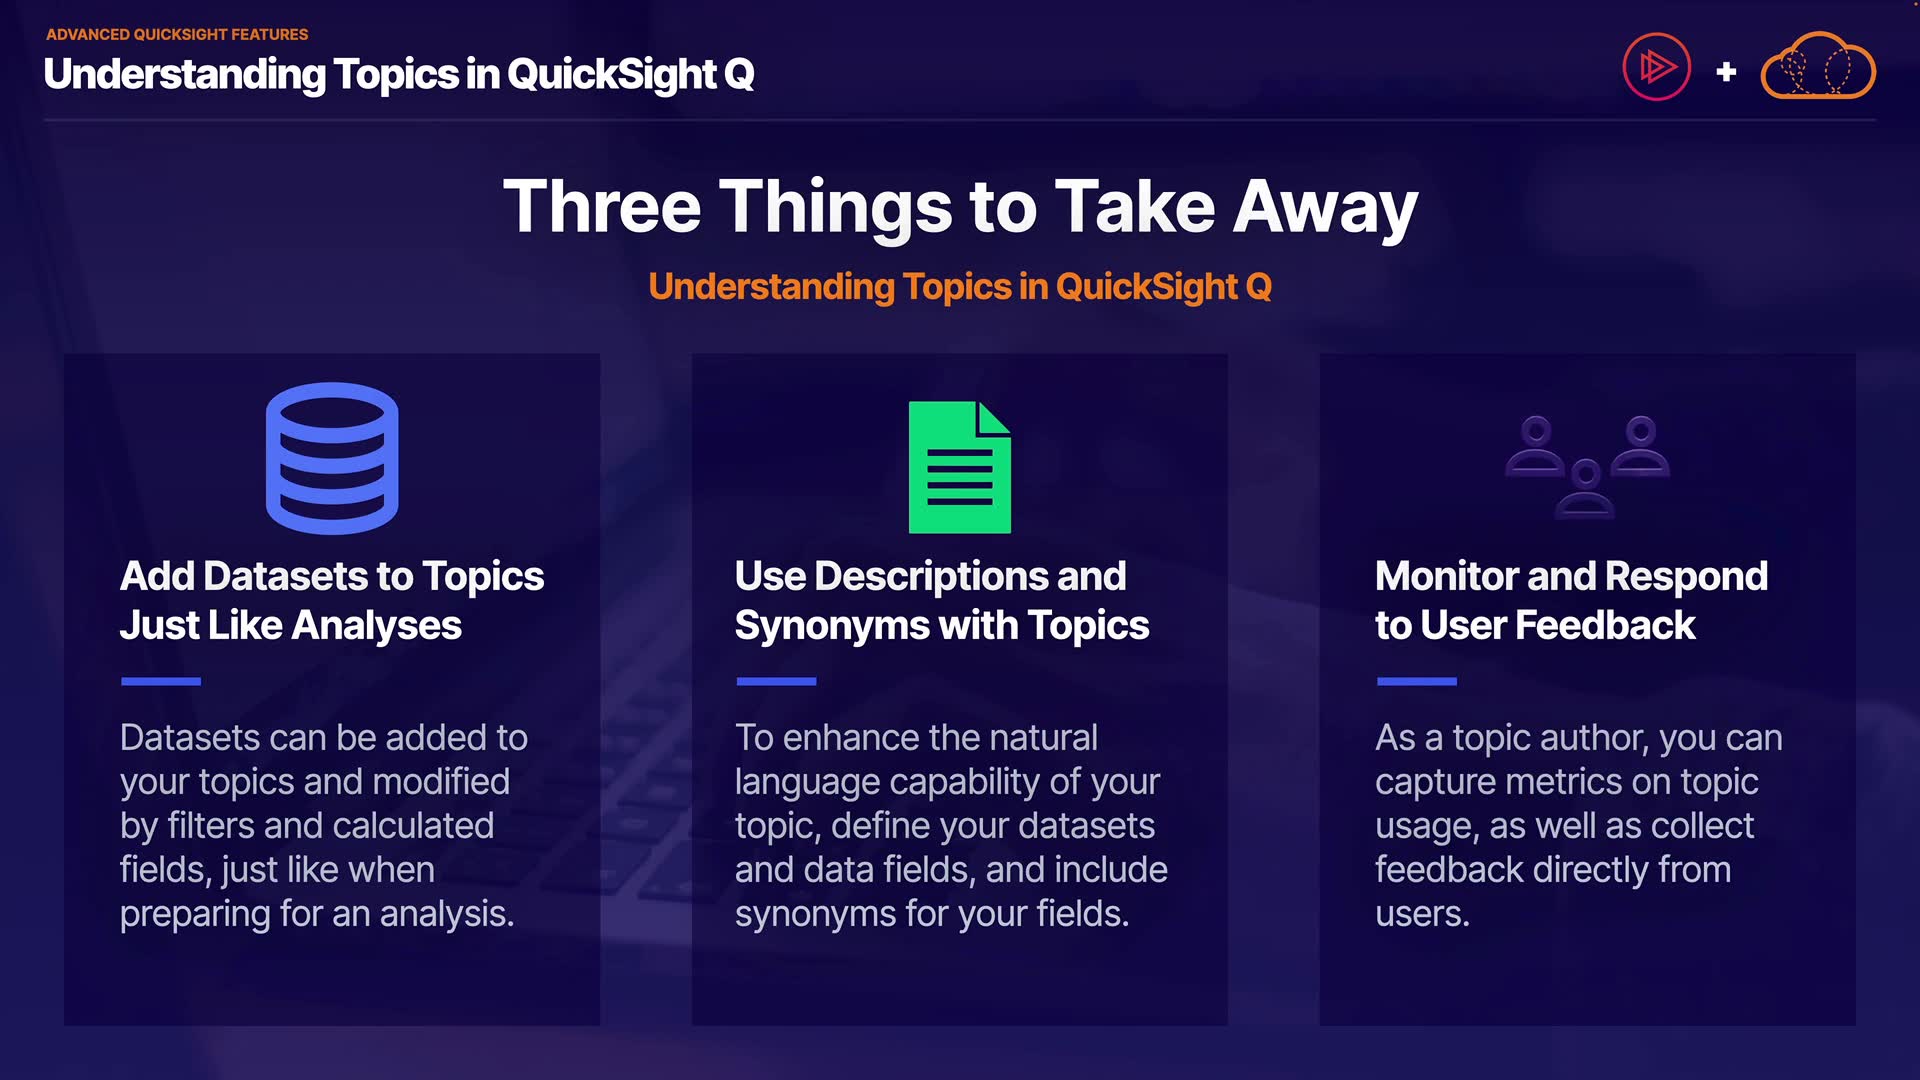 ADVANCED QUICKSIGHT FEATURES
Understanding Topics in QuickSight Q
+
Three Things to Take Away
Understanding Topics in QuickSight Q
Add Datasets to Topics
Just Like Analyses
Datasets can be added to
your topics and modified
by filters and calculated
fields, just like when
preparing for an analysis.
Use Descriptions and
Synonyms with Topics
To enhance the natural
language capability of your
topic, define your datasets
and data fields, and include
synonyms for your fields.
Monitor and Respond
to User Feedback
As a topic author, you can
capture metrics on topic
usage, as well as collect
feedback directly from
users.